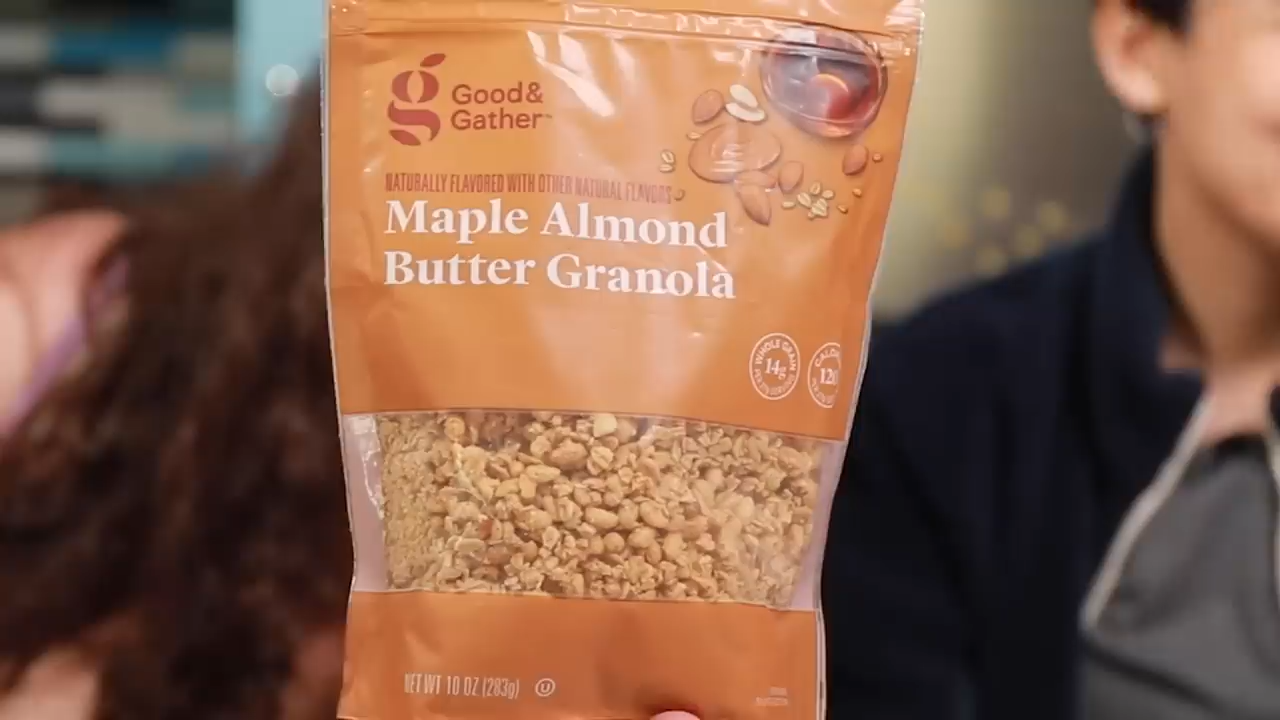 Good&
Gather™
NATURALLY FLAVORED WITH OTHER NATURAL FLAVORS
Maple Almond
Butter Granola
WHOLE GRAIN
14g
120
NET WT 10 OZ (283g)
U